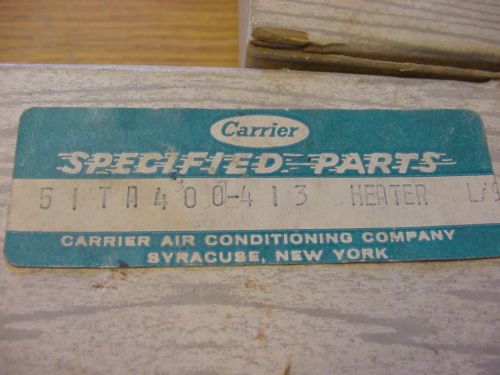 Carrier
SPECIFIED PARTS
51TA400-413 HEATER
CARRIER AIR CONDITIONING COMPANY
SYRACUSE, NEW YORK